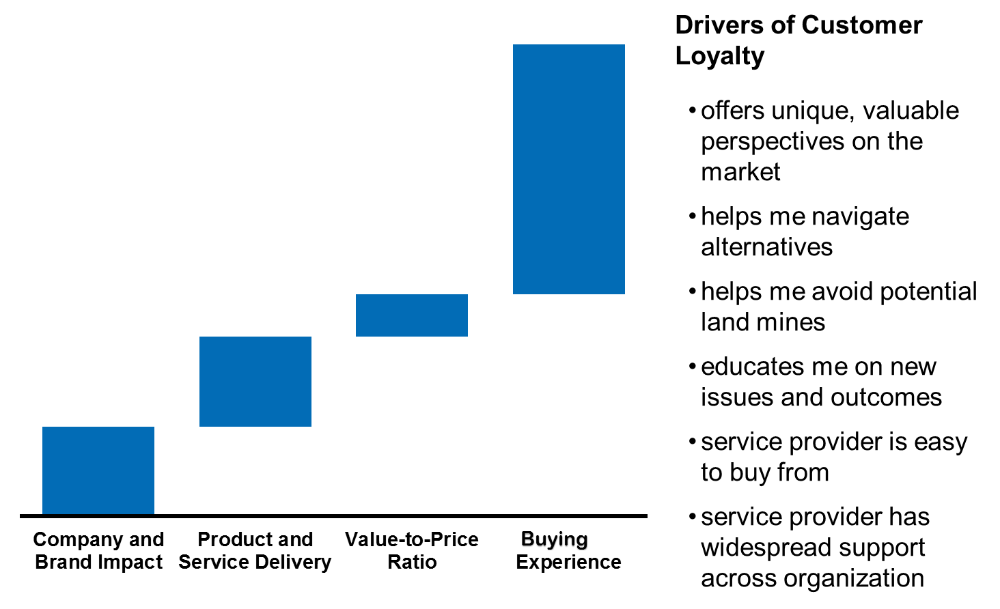 Drivers of Customer
Loyalty
• offers unique, valuable
perspectives on the
market
• helps me navigate
alternatives
• helps me avoid potential
land mines
• educates me on new
issues and outcomes
• service provider is easy
to buy from
• service provider has
widespread support
across organization
Company and
Brand Impact
Product and
Service Delivery
Value-to-Price
Ratio
Buying
Experience